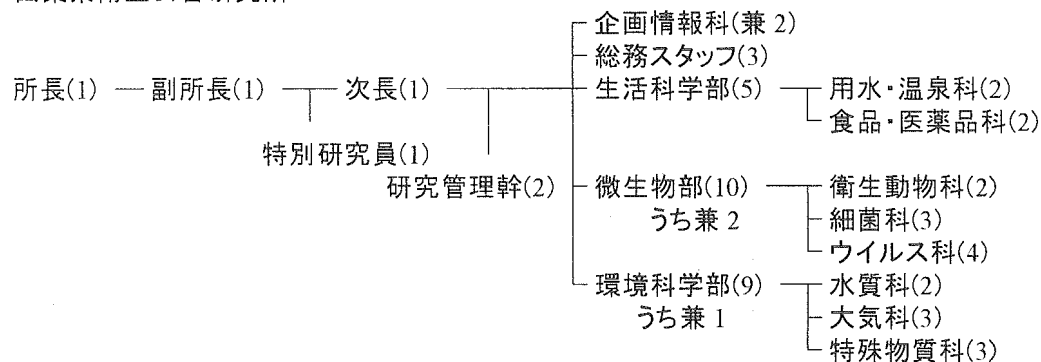 企画情報科(兼 2)
総務スタッフ(3)
所長(1) 副所長(1) 次長(1) 生活科学部(5) 用水・温泉科(2)
食品・医薬品科(2)
特別研究員(1)
研究管理幹(2) 微生物部(10) 衛生動物科(2)
うち兼 2 細菌科(3)
ウイルス科(4)
環境科学部(9) 水質科(2)
うち兼 1 大気科(3)
特殊物質科(3)